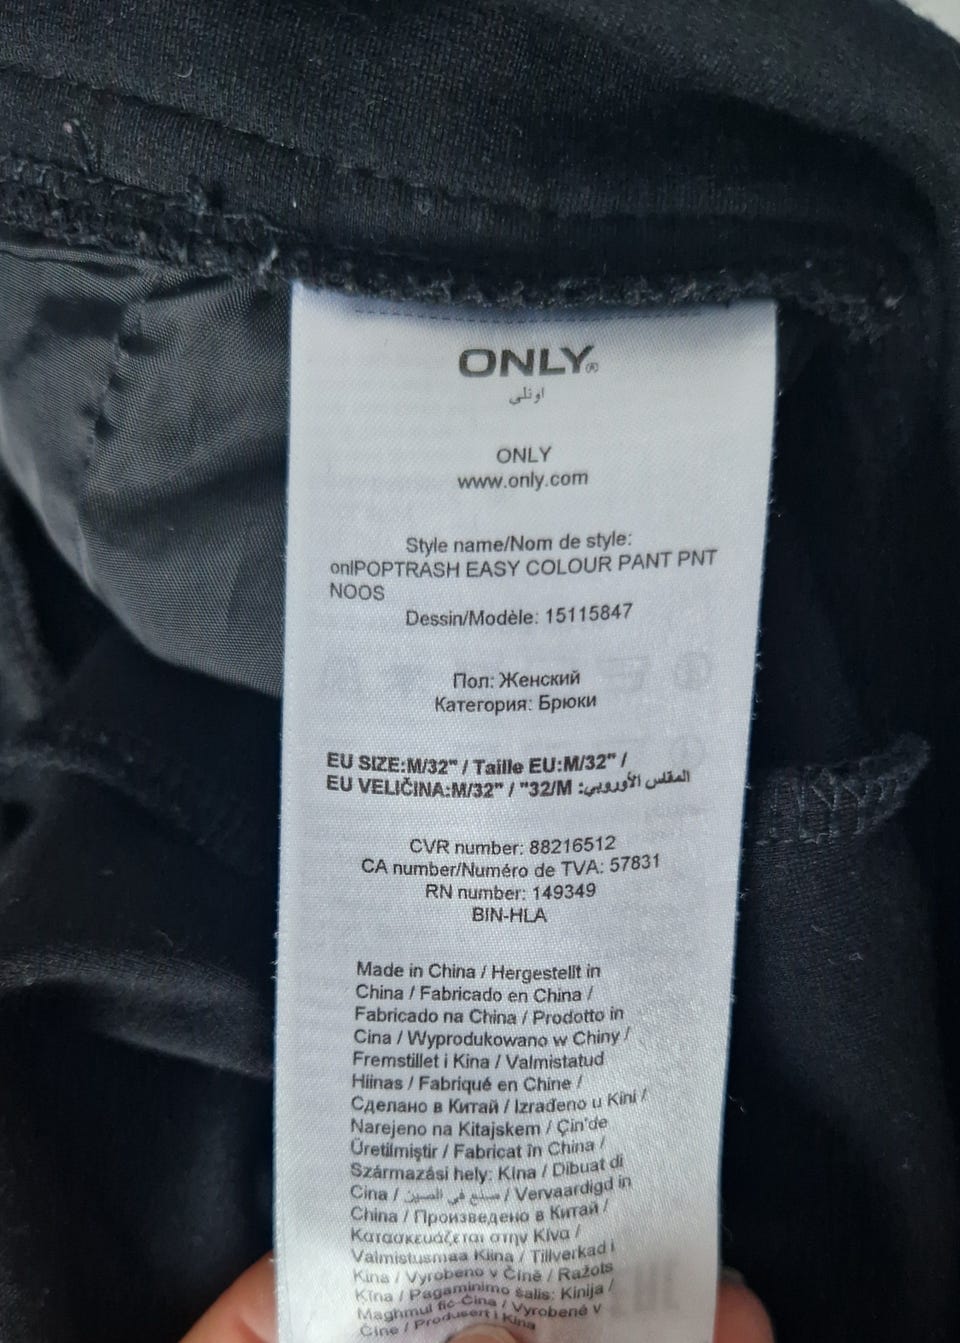 ONLY®
اونلي
ONLY
www.only.com
Style name/Nom de style:
onlPOPTRASH EASY COLOUR PANT PNT
NOOS
Dessin/Modèle: 15115847
Пол: Женский
Категория: Брюки
EU SIZE:M/32" / Taille EU:M/32" /
EU VELIČINA:M/32" / "32/M :المقاس الأوروبي
CVR number: 88216512
CA number/Numéro de TVA: 57831
RN number: 149349
BIN-HLA
Made in China / Hergestellt in
China / Fabricado en China /
Fabricado na China / Prodotto in
Cina / Wyprodukowano w Chiny /
Fremstillet i Kina / Valmistatud
Hiinas / Fabriqué en Chine /
Сделано в Китай / Izrađeno u Kini /
Narejeno na Kitajskem / Çin'de
Üretilmiştir / Fabricat în China /
Származási hely: Kína / Dibuat di
Cina / صنع في الصين / Vervaardigd in
China / Произведено в Китай /
Κατασκευάζεται στην Κίνα /
Valmistusmaa Kiina / Tillverkad i
Kina / Vyrobeno v Číně / Ražots
Ķīna / Pagaminimo šalis: Kinija /
Maghmul fic-Ċina / Vyrobené v
Číne / Produsert i Kina